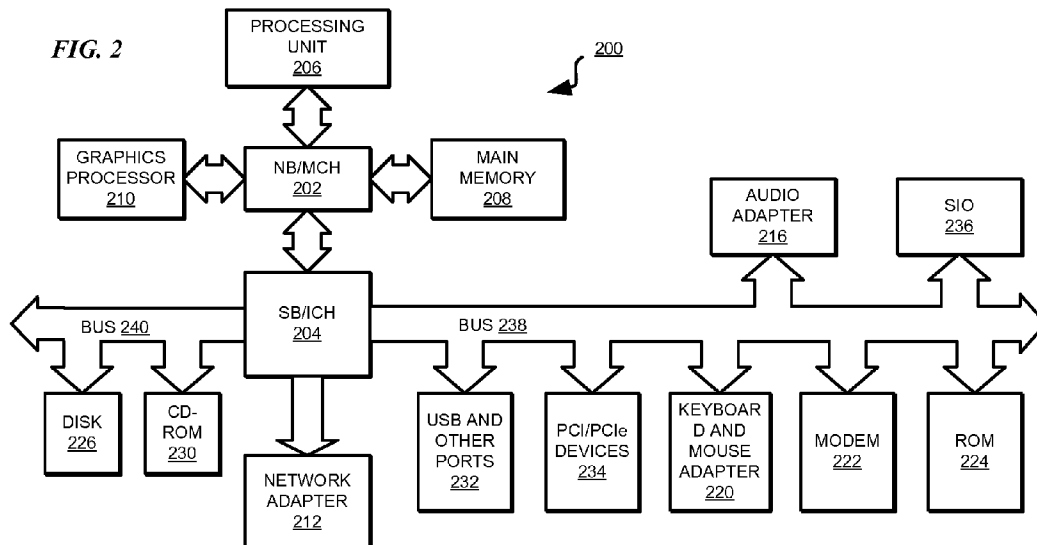 FIG. 2
PROCESSING
UNIT
206
200
GRAPHICS
PROCESSOR
210
NB/MCH
202
MAIN
MEMORY
208
AUDIO
ADAPTER
216
SIO
236
SB/ICH
204
BUS 240
BUS 238
DISK
226
CD-
ROM
230
NETWORK
ADAPTER
212
USB AND
OTHER
PORTS
232
PCI/PCIe
DEVICES
234
KEYBOAR
D AND
MOUSE
ADAPTER
220
MODEM
222
ROM
224